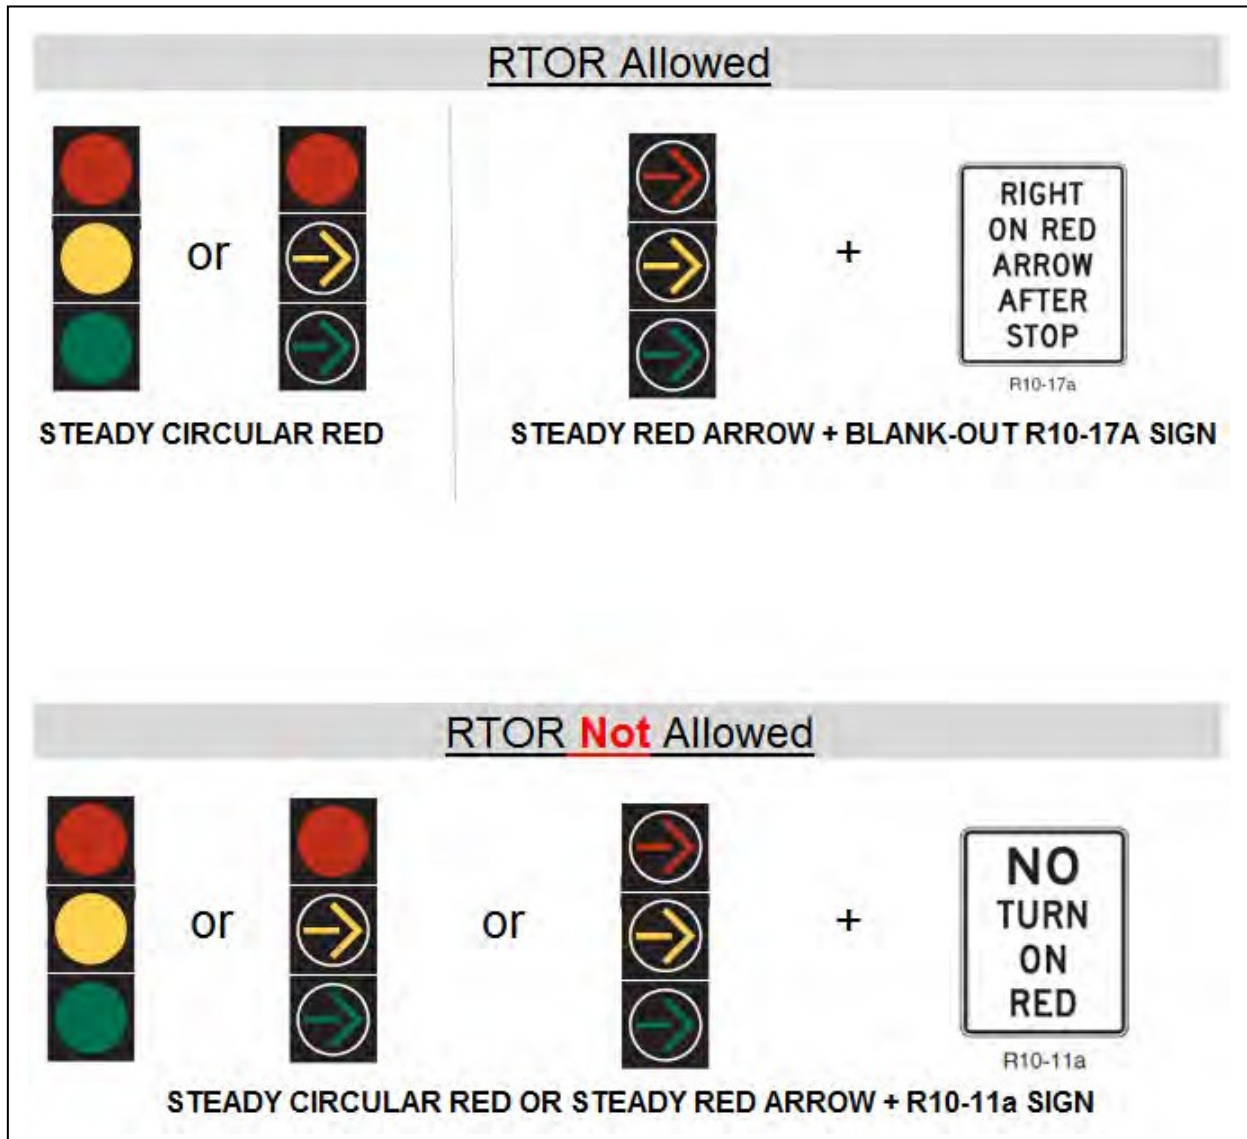 RTOR Allowed
or
+
RIGHT
ON RED
ARROW
AFTER
STOP
R10-17a
STEADY CIRCULAR RED
STEADY RED ARROW + BLANK-OUT R10-17A SIGN
RTOR Not Allowed
or
or
+
NO
TURN
ON
RED
R10-11a
STEADY CIRCULAR RED OR STEADY RED ARROW + R10-11a SIGN